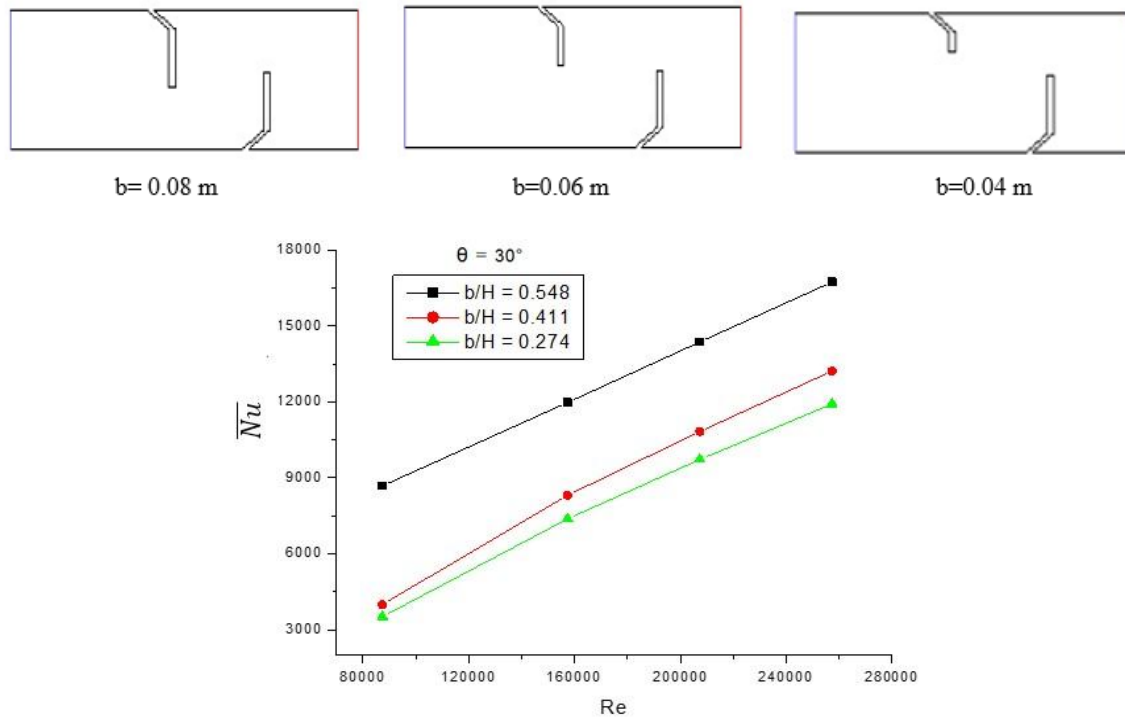 b= 0.08 m
b=0.06 m
b=0.04 m
θ = 30°
b/H = 0.548
b/H = 0.411
b/H = 0.274
18000
15000
12000
9000
6000
3000
Nu
80000 120000 160000 200000 240000 280000
Re